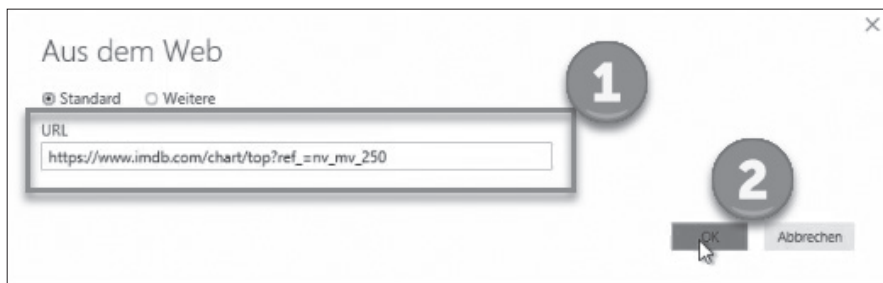 Aus dem Web
Standard Weitere
1
URL
https://www.imdb.com/chart/top?ref_=nv_mv_250
2
OK Abbrechen